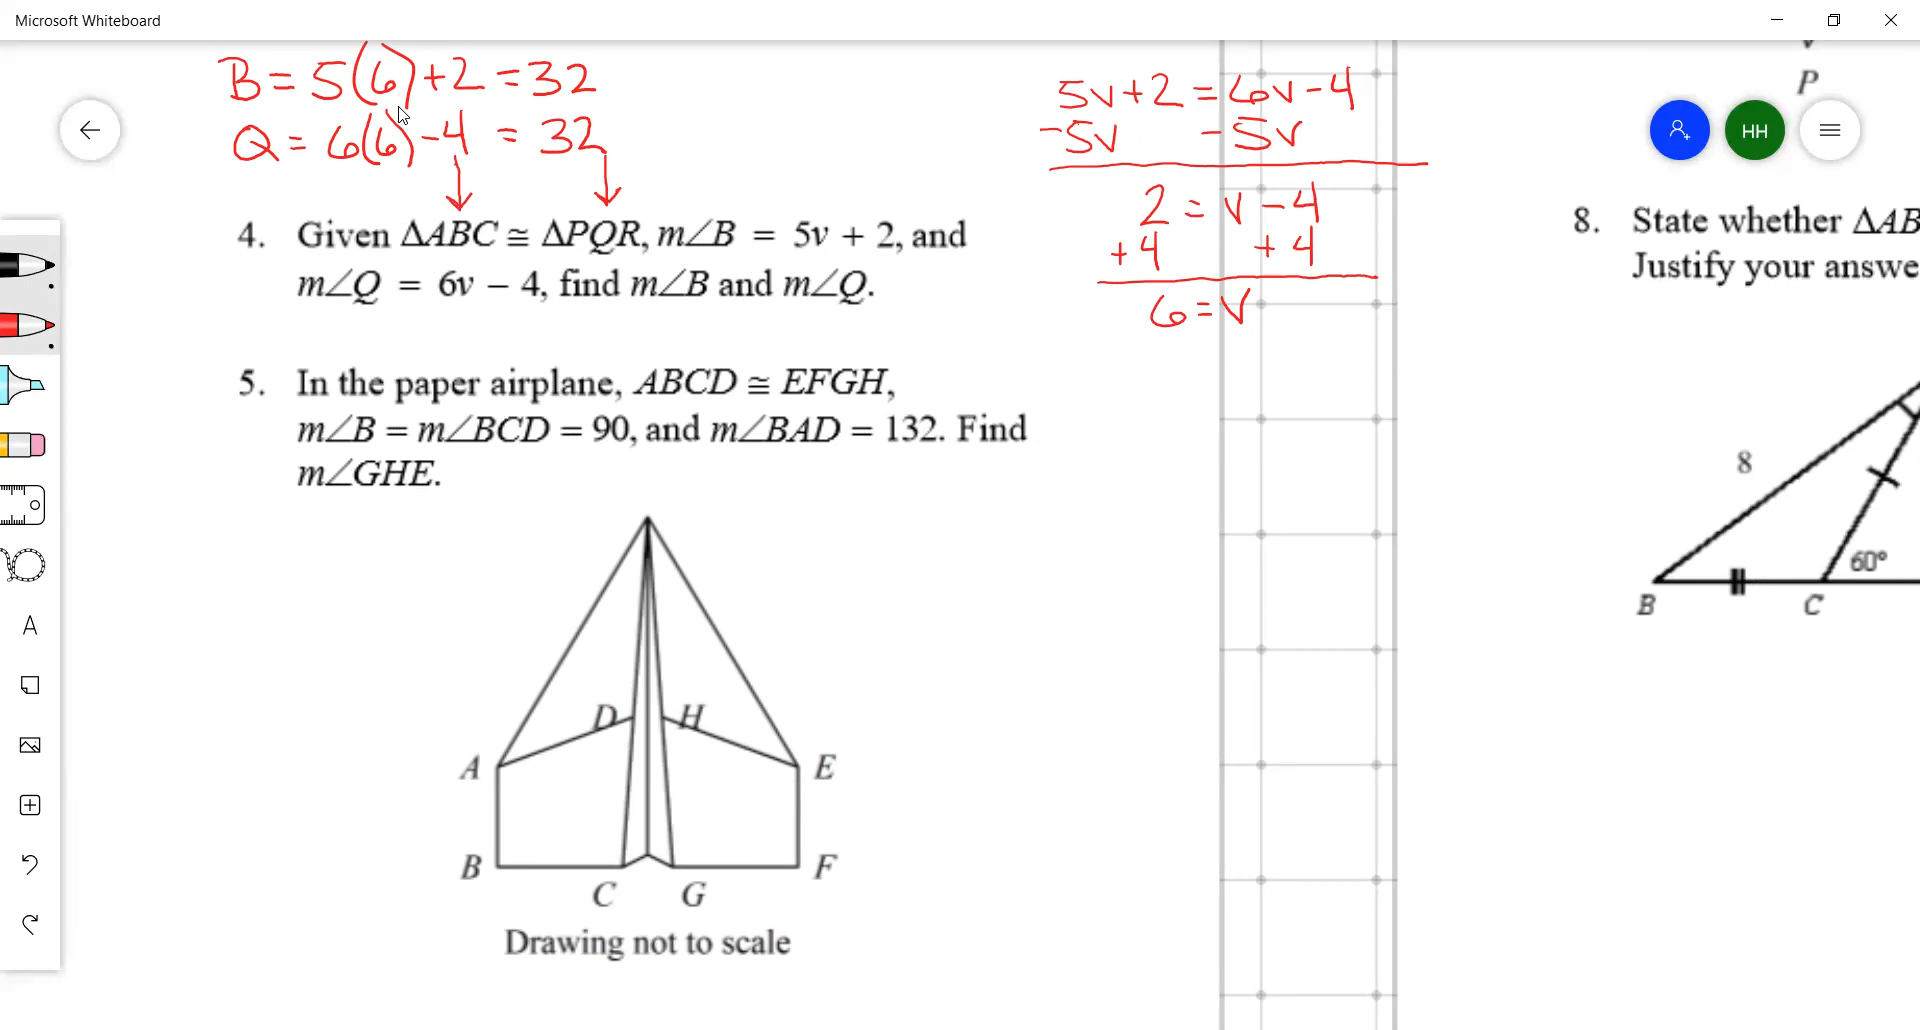 Microsoft Whiteboard
B = 5(6)+2 = 32
Q = 6(6)-4 = 32
4. Given ΔABC ≅ ΔPQR, m∠B = 5v + 2, and
m∠Q = 6v − 4, find m∠B and m∠Q.
5v+2 = 6v-4
-5v -5v
2 = v-4
+4 +4
6 = v
5. In the paper airplane, ABCD ≅ EFGH,
m∠B = m∠BCD = 90, and m∠BAD = 132. Find
m∠GHE.
D H
A E
B F
C G
Drawing not to scale
P
HH
8. State whether ΔAB
Justify your answe
8
60°
B C
A